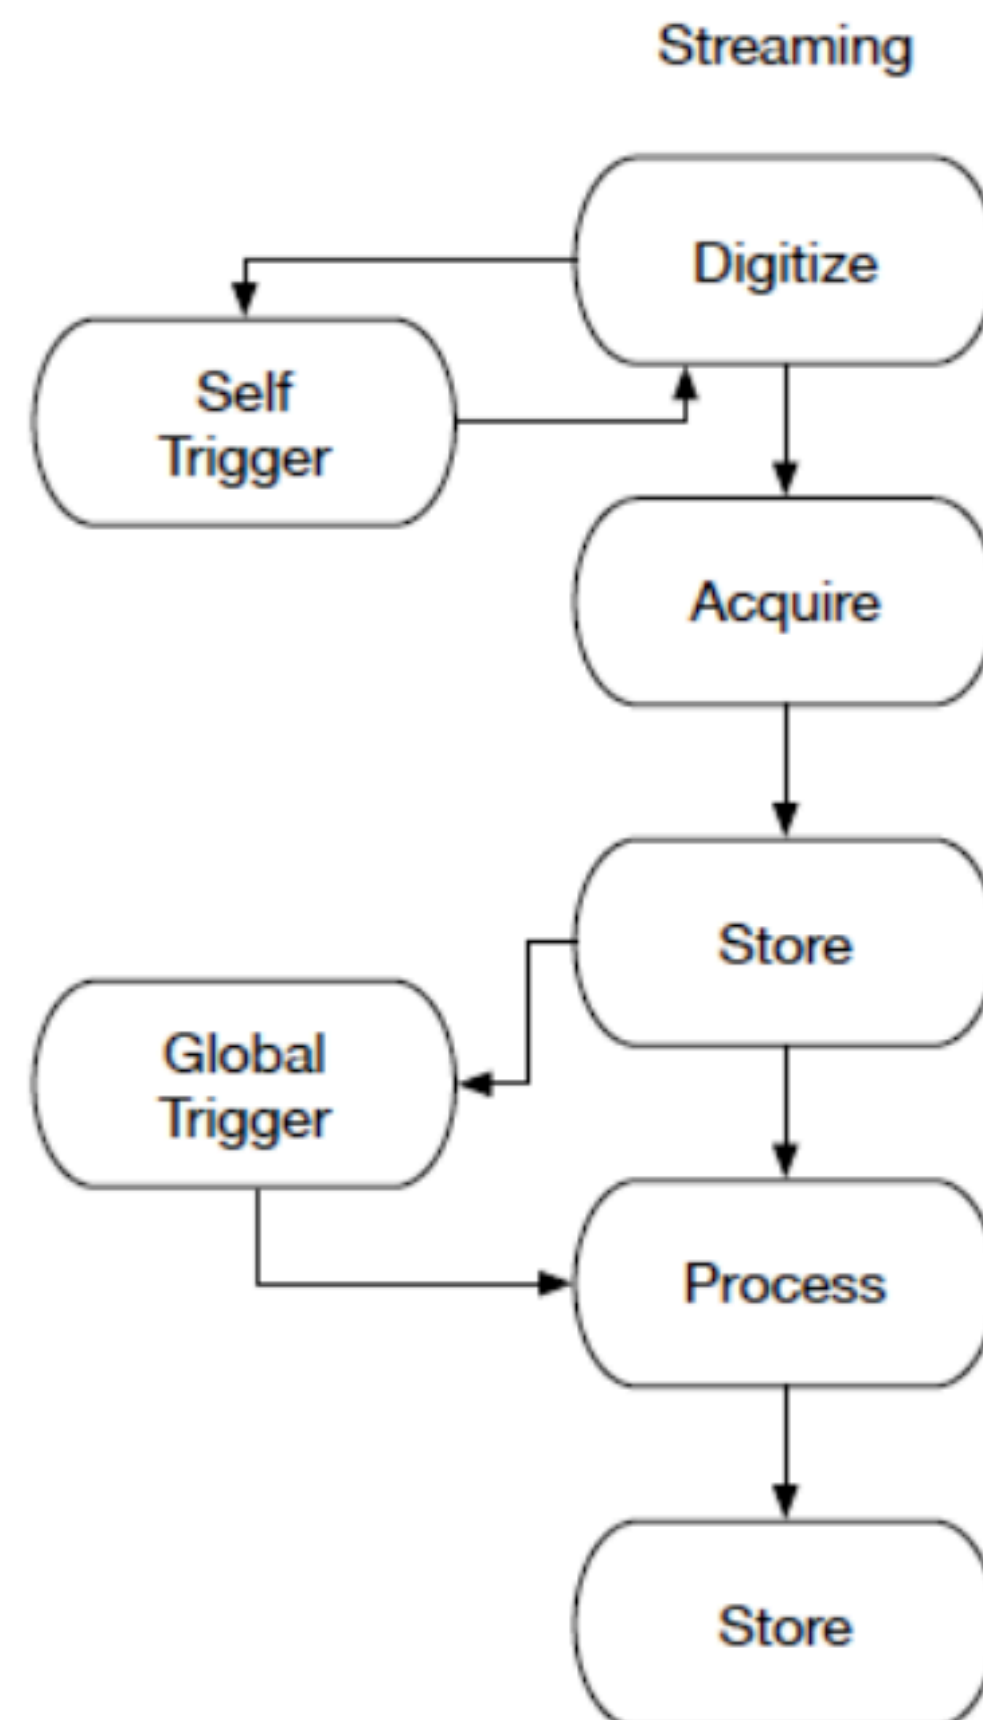 Streaming
Digitize
Self
Trigger
Acquire
Store
Global
Trigger
Process
Store